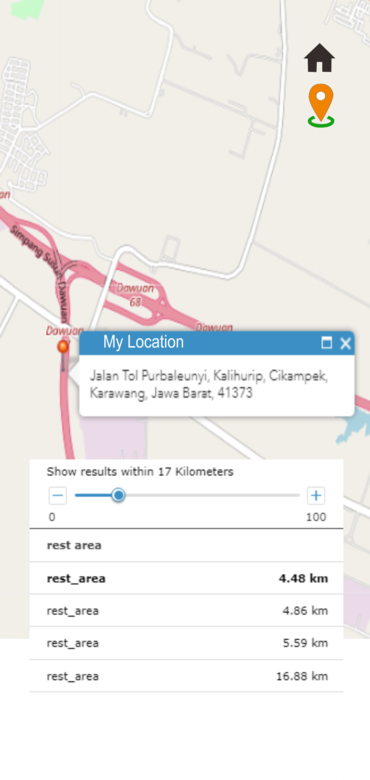 on
Simpang Susun Dawuan
Dawuan
68
Dawuan
Dawuan
My Location
Jalan Tol Purbaleunyi, Kalihurip, Cikampek,
Karawang, Jawa Barat, 41373
Show results within 17 Kilometers
0 100
rest area
rest_area 4.48 km
rest_area 4.86 km
rest_area 5.59 km
rest_area 16.88 km